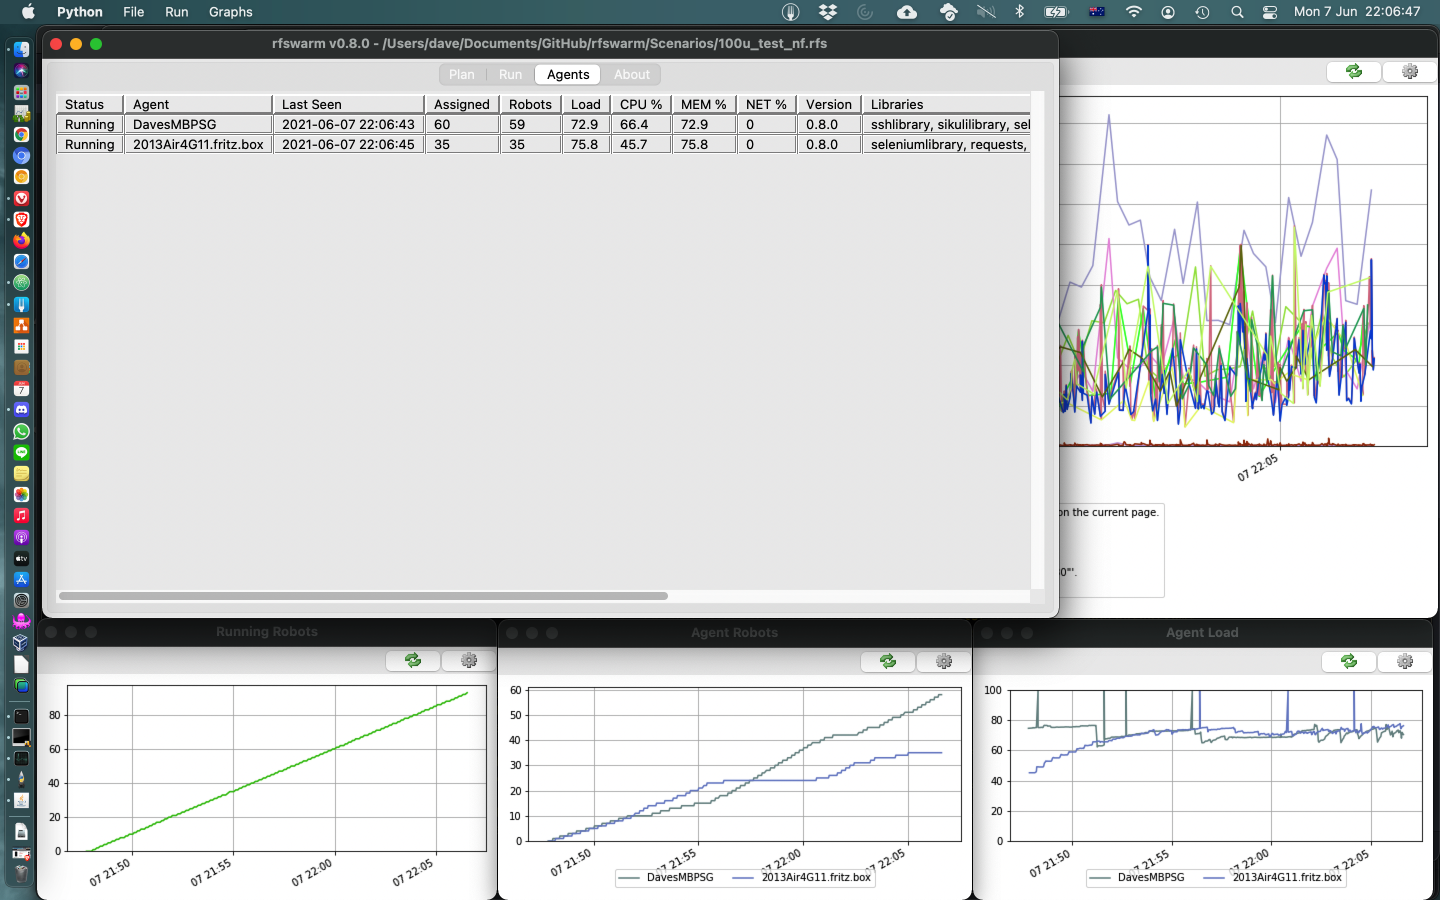 Python File Run Graphs Mon 7 Jun 22:06:47
rfswarm v0.8.0 - /Users/dave/Documents/GitHub/rfswarm/Scenarios/100u_test_nf.rfs
Plan Run Agents About
Status Agent Last Seen Assigned Robots Load CPU % MEM % NET % Version Libraries
Running DavesMBPSG 2021-06-07 22:06:43 60 59 72.9 66.4 72.9 0 0.8.0 sshlibrary, sikulilibrary, sel
Running 2013Air4G11.fritz.box 2021-06-07 22:06:45 35 35 75.8 45.7 75.8 0 0.8.0 seleniumlibrary, requests,
07 22:05
on the current page.
0"'.
Running Robots
80
60
40
20
0
07 21:50 07 21:55 07 22:00 07 22:05
Agent Robots
60
50
40
30
20
10
0
07 21:50 07 21:55 07 22:00 07 22:05
DavesMBPSG 2013Air4G11.fritz.box
Agent Load
100
80
60
40
20
0
07 21:50 07 21:55 07 22:00 07 22:05
DavesMBPSG 2013Air4G11.fritz.box